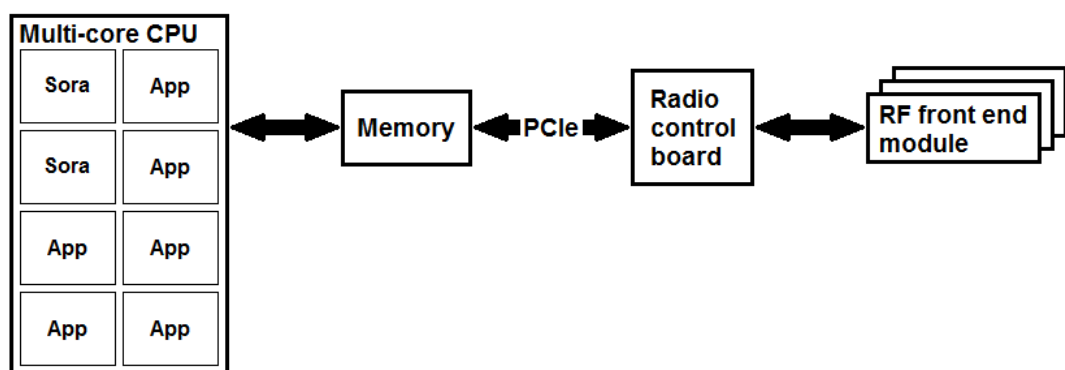 Multi-core CPU
Sora
App
Sora
App
App
App
App
App
Memory
PCIe
Radio
control
board
RF front end
module